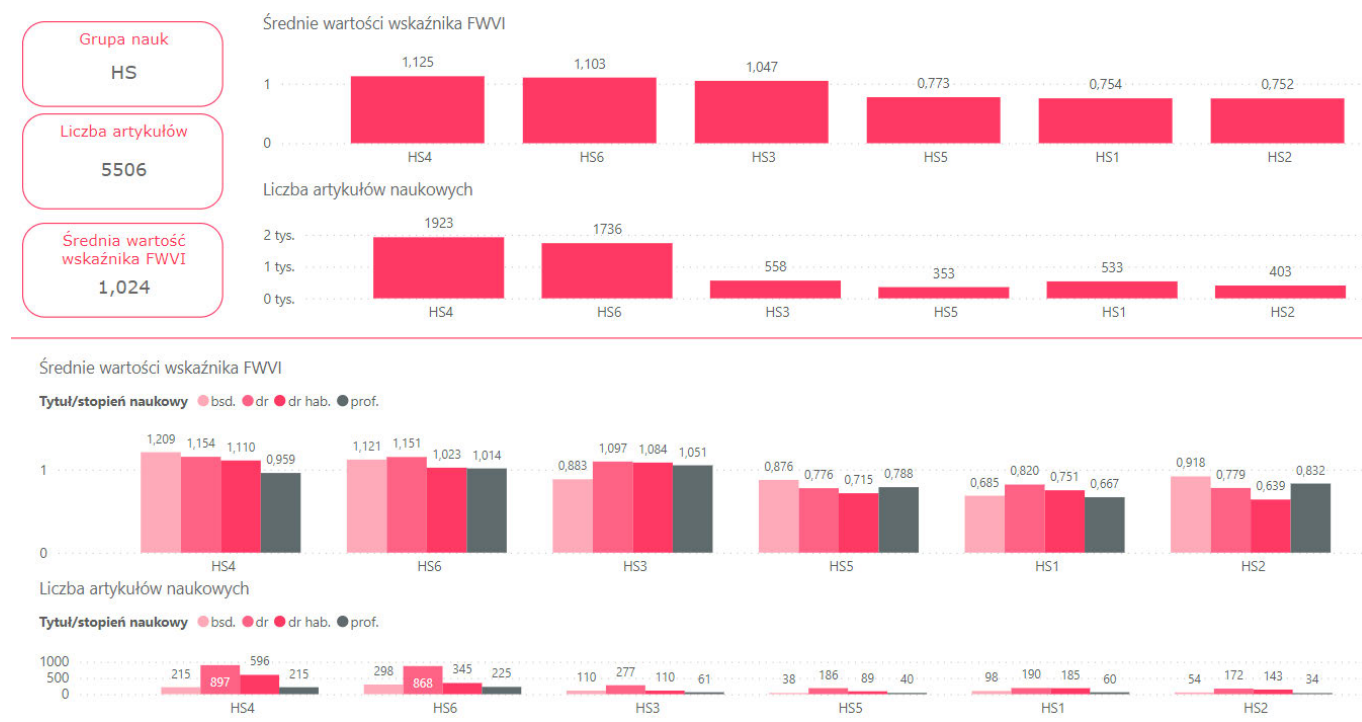 Grupa nauk
HS
Liczba artykułów
5506
Średnia wartość
wskaźnika FWVI
1,024
Średnie wartości wskaźnika FWVI
1,125 1,103 1,047 0,773 0,754 0,752
1
0
HS4 HS6 HS3 HS5 HS1 HS2
Liczba artykułów naukowych
1923 1736 558 353 533 403
2 tys.
1 tys.
0 tys.
HS4 HS6 HS3 HS5 HS1 HS2
Średnie wartości wskaźnika FWVI
Tytuł/stopień naukowy bsd. dr dr hab. prof.
1,209 1,154 1,110 0,959 1,121 1,151 1,023 1,014 0,883 1,097 1,084 1,051 0,876 0,776 0,715 0,788 0,685 0,820 0,751 0,667 0,918 0,779 0,639 0,832
1
0
HS4 HS6 HS3 HS5 HS1 HS2
Liczba artykułów naukowych
Tytuł/stopień naukowy bsd. dr dr hab. prof.
1000
500
0
215 897 596 215 298 868 345 225 110 277 110 61 38 186 89 40 98 190 185 60 54 172 143 34
HS4 HS6 HS3 HS5 HS1 HS2